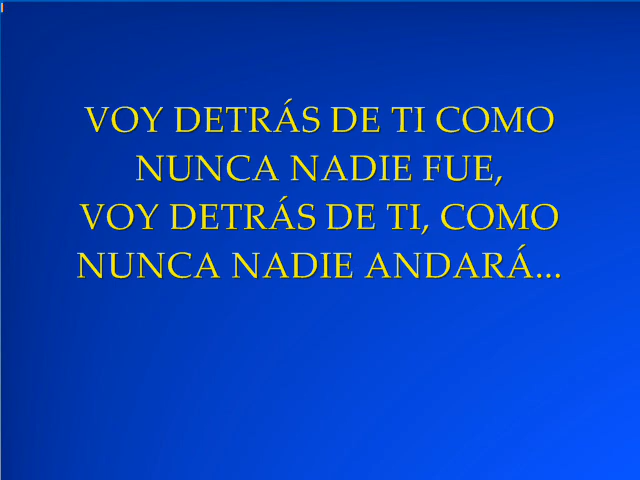 VOY DETRÁS DE TI COMO
NUNCA NADIE FUE,
VOY DETRÁS DE TI, COMO
NUNCA NADIE ANDARÁ...